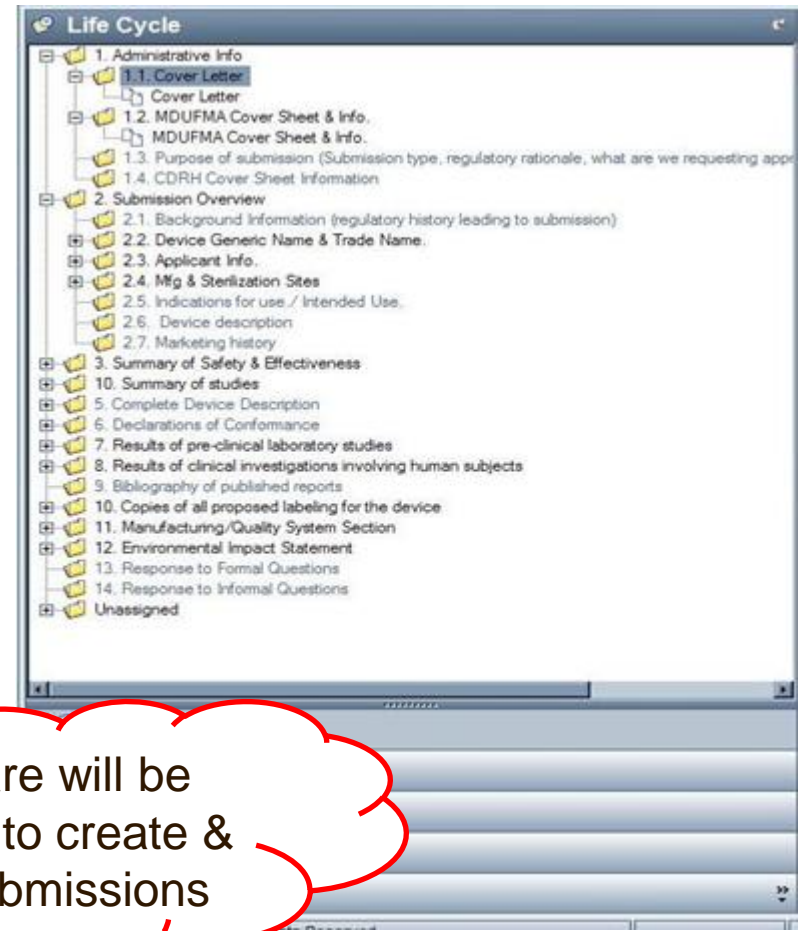 Life Cycle
1. Administrative Info
1.1. Cover Letter
Cover Letter
1.2. MDUFMA Cover Sheet & Info.
MDUFMA Cover Sheet & Info.
1.3. Purpose of submission (Submission type, regulatory rationale, what are we requesting appr
1.4. CDRH Cover Sheet Information
2. Submission Overview
2.1. Background Information (regulatory history leading to submission)
2.2. Device Generic Name & Trade Name.
2.3. Applicant Info.
2.4. Mfg & Sterilization Sites
2.5. Indications for use / Intended Use.
2.6. Device description
2.7. Marketing history
3. Summary of Safety & Effectiveness
10. Summary of studies
5. Complete Device Description
6. Declarations of Conformance
7. Results of pre-clinical laboratory studies
8. Results of clinical investigations involving human subjects
9. Bibliography of published reports
10. Copies of all proposed labeling for the device
11. Manufacturing/Quality System Section
12. Environmental Impact Statement
13. Response to Formal Questions
14. Response to Informal Questions
Unassigned
re will be
to create &
bmissions